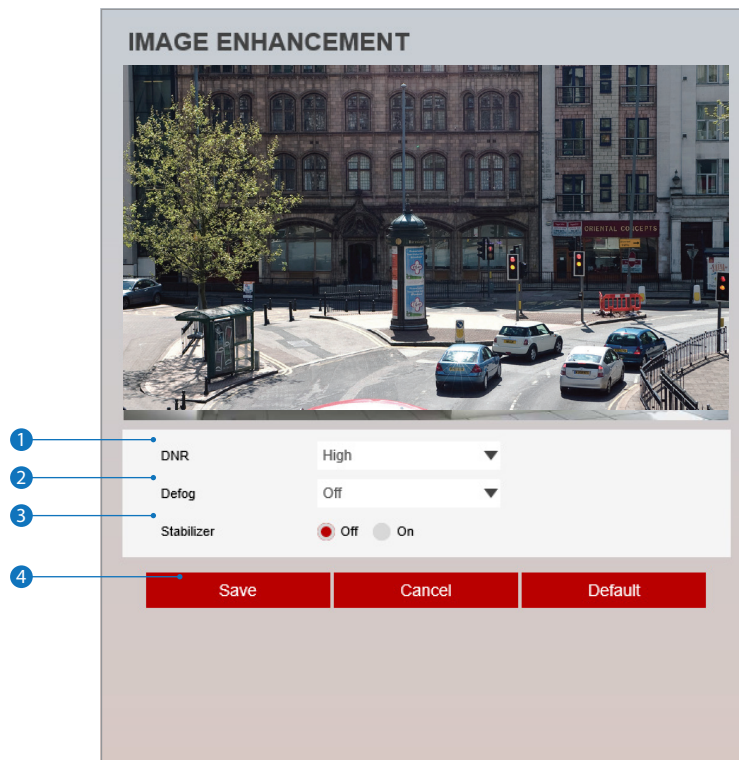 IMAGE ENHANCEMENT
ORIENTAL CONCEPTS
1
DNR
High
2
Defog
Off
3
Stabilizer
Off
On
4
Save
Cancel
Default